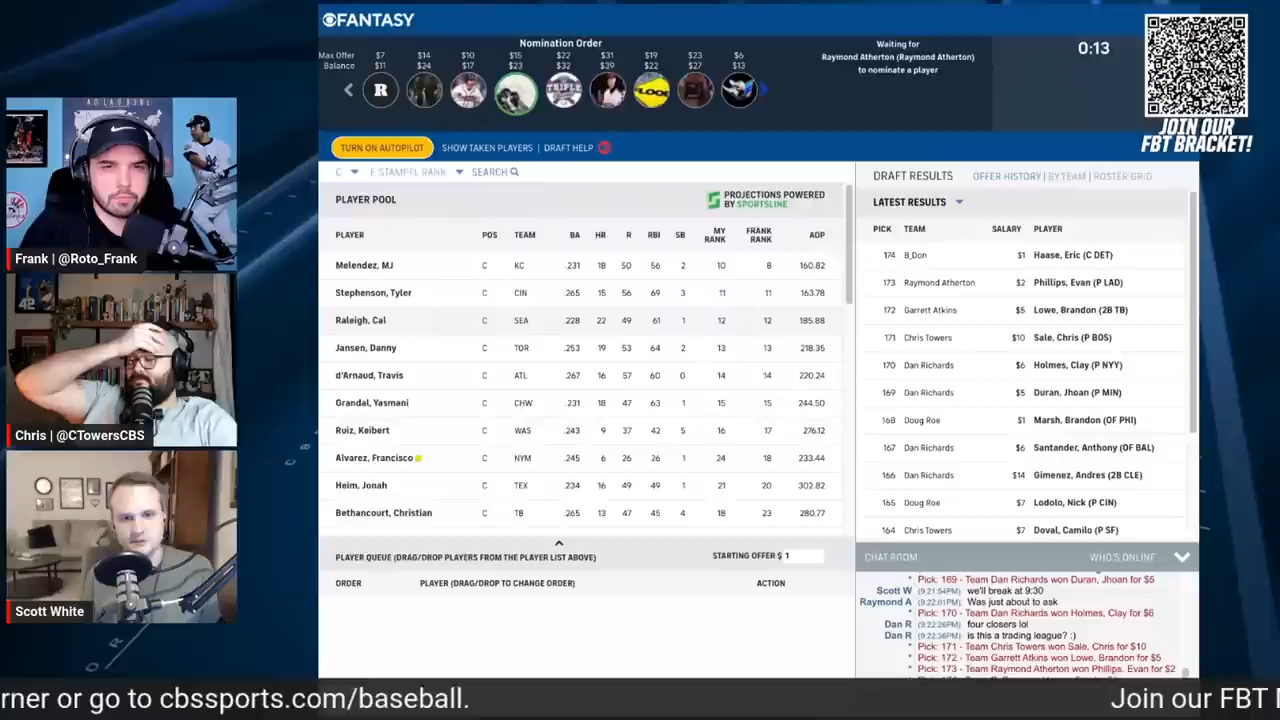 FANTASY
Nomination Order
Max Offer $7 $14 $10 $15 $22 $31 $19 $23 $6
Balance $11 $24 $17 $23 $32 $39 $22 $27 $13
R
TRIPLE
Waiting for
Raymond Atherton (Raymond Atherton)
to nominate a player
0:13
JOIN OUR
FBT BRACKET!
TURN ON AUTOPILOT SHOW TAKEN PLAYERS | DRAFT HELP
C F STAMPFL RANK SEARCH
PLAYER POOL
PROJECTIONS POWERED
BY SPORTSLINE
PLAYER POS TEAM BA HR R RBI SB MY RANK FRANK RANK ADP
Melendez, MJ C KC .231 18 50 56 2 10 8 160.82
Stephenson, Tyler C CIN .265 15 56 69 3 11 11 163.78
Raleigh, Cal C SEA .228 22 49 61 1 12 12 185.88
Jansen, Danny C TOR .253 19 53 64 2 13 13 218.35
d'Arnaud, Travis C ATL .267 16 57 60 0 14 14 220.24
Grandal, Yasmani C CHW .231 18 47 63 1 15 15 244.50
Ruiz, Keibert C WAS .243 9 37 42 5 16 17 276.12
Alvarez, Francisco C NYM .245 6 26 26 1 24 18 233.44
Heim, Jonah C TEX .234 16 49 49 1 21 20 302.82
Bethancourt, Christian C TB .265 13 47 45 4 18 23 280.77
PLAYER QUEUE (DRAG/DROP PLAYERS FROM THE PLAYER LIST ABOVE) STARTING OFFER $ 1
ORDER PLAYER (DRAG/DROP TO CHANGE ORDER) ACTION
DRAFT RESULTS OFFER HISTORY | BY TEAM | ROSTER GRID
LATEST RESULTS
PICK TEAM SALARY PLAYER
174 B_Don $1 Haase, Eric (C DET)
173 Raymond Atherton $2 Phillips, Evan (P LAD)
172 Garrett Atkins $5 Lowe, Brandon (2B TB)
171 Chris Towers $10 Sale, Chris (P BOS)
170 Dan Richards $6 Holmes, Clay (P NYY)
169 Dan Richards $5 Duran, Jhoan (P MIN)
168 Doug Roe $1 Marsh, Brandon (OF PHI)
167 Dan Richards $6 Santander, Anthony (OF BAL)
166 Dan Richards $14 Gimenez, Andres (2B CLE)
165 Doug Roe $7 Lodolo, Nick (P CIN)
164 Chris Towers $7 Doval, Camilo (P SF)
CHAT ROOM WHO'S ONLINE
* Pick: 169 - Team Dan Richards won Duran, Jhoan for $5
Scott W (9:21:54PM): we'll break at 9:30
Raymond A (9:22:01PM): Was just about to ask
* Pick: 170 - Team Dan Richards won Holmes, Clay for $6
Dan R (9:22:26PM): four closers lol
Dan R (9:22:36PM): is this a trading league? :)
* Pick: 171 - Team Chris Towers won Sale, Chris for $10
* Pick: 172 - Team Garrett Atkins won Lowe, Brandon for $5
* Pick: 173 - Team Raymond Atherton won Phillips, Evan for $2
Frank | @Roto_Frank
42
Chris | @CTowersCBS
Scott White
rner or go to cbssports.com/baseball.
Join our FBT